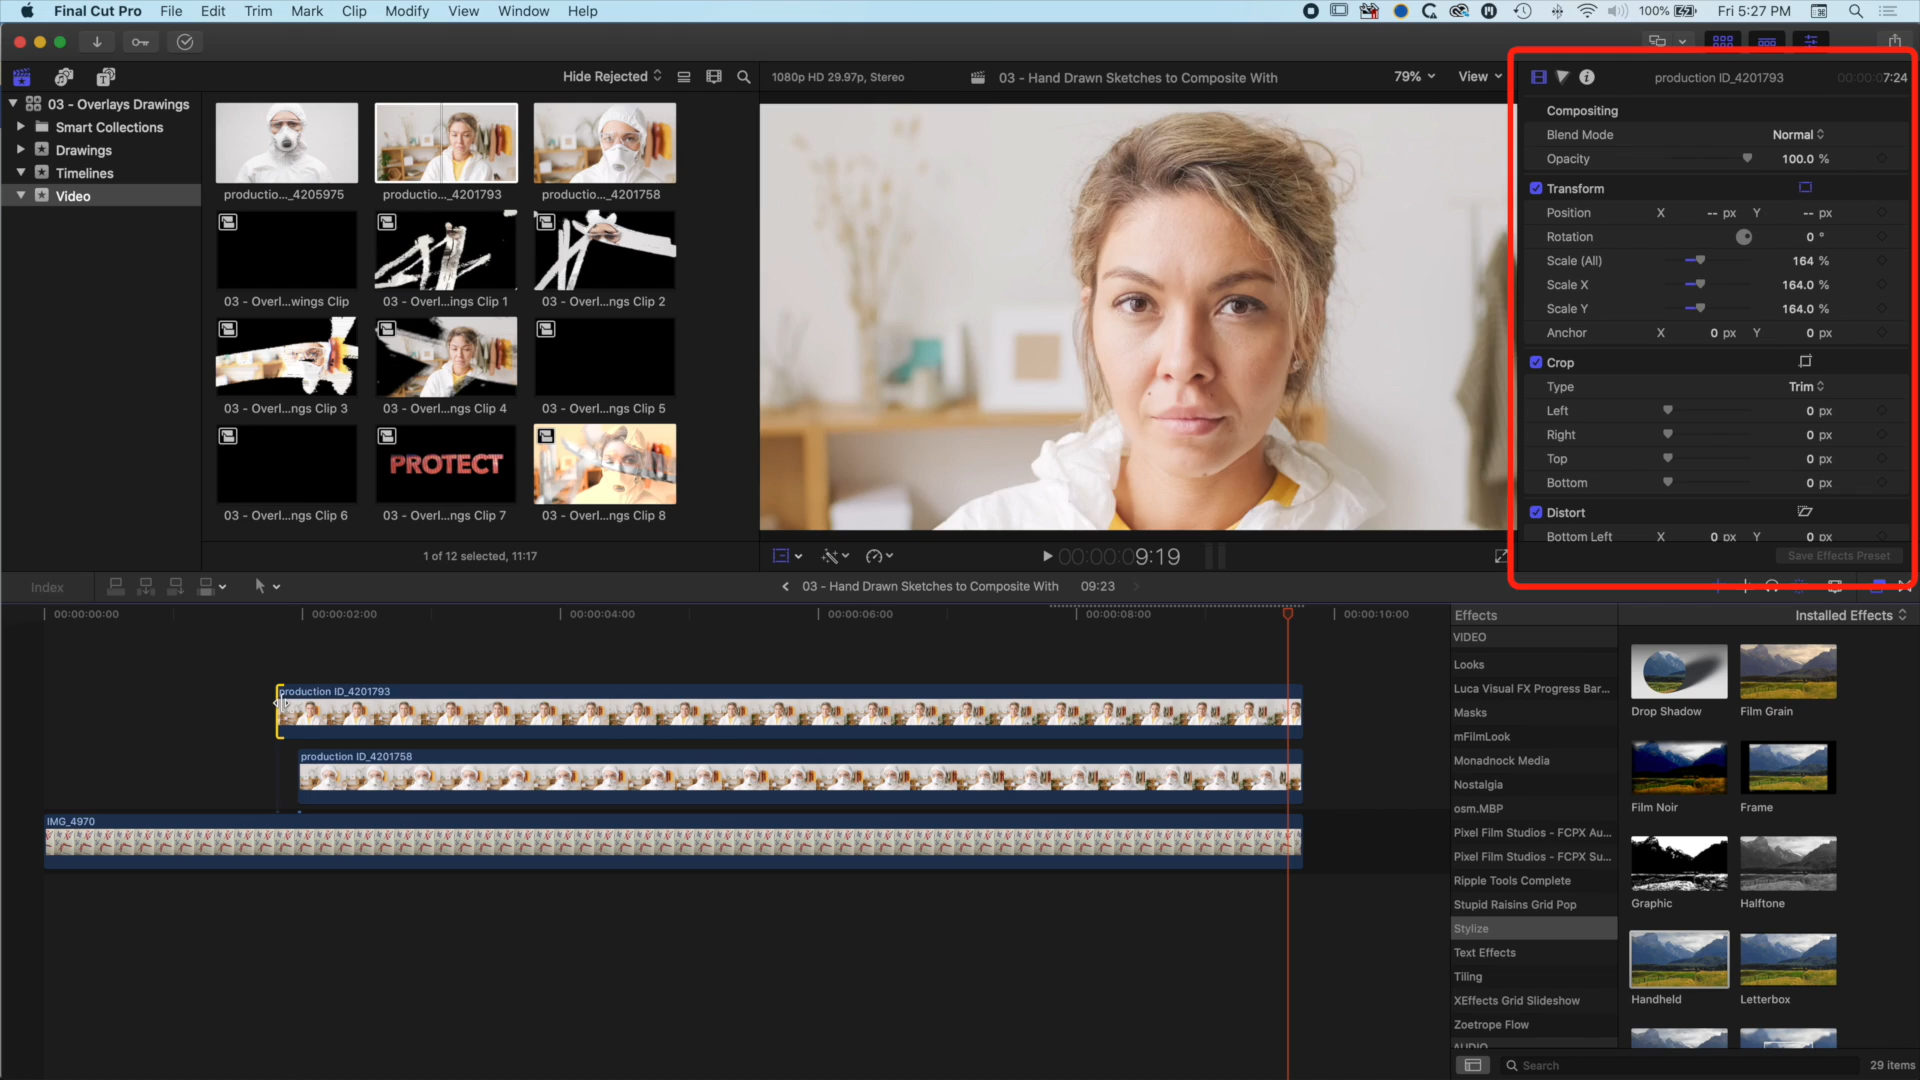 Final Cut Pro File Edit Trim Mark Clip Modify View Window Help 100% Fri 5:27 PM
Hide Rejected 1080p HD 29.97p, Stereo 03 - Hand Drawn Sketches to Composite With 79% View production ID_4201793 00:00:07:24
03 - Overlays Drawings
Smart Collections
Drawings
Timelines
Video
productio..._4205975 productio..._4201793 productio..._4201758
03 - Overl...wings Clip 03 - Overl...ings Clip 1 03 - Overl...ings Clip 2
03 - Overl...ngs Clip 3 03 - Overl...ngs Clip 4 03 - Overl...ngs Clip 5
PROTECT
03 - Overl...ngs Clip 6 03 - Overl...ngs Clip 7 03 - Overl...ngs Clip 8
1 of 12 selected, 11:17
00:00:09:19
Compositing
Blend Mode Normal
Opacity 100.0 %
Transform
Position X -- px Y -- px
Rotation 0 °
Scale (All) 164 %
Scale X 164.0 %
Scale Y 164.0 %
Anchor X 0 px Y 0 px
Crop
Type Trim
Left 0 px
Right 0 px
Top 0 px
Bottom 0 px
Distort
Bottom Left X 0 px Y 0 px
Save Effects Preset
Index 03 - Hand Drawn Sketches to Composite With 09:23
00:00:00:00 00:00:02:00 00:00:04:00 00:00:06:00 00:00:08:00 00:00:10:00
production ID_4201793
production ID_4201758
IMG_4970
Effects Installed Effects
VIDEO
Looks
Luca Visual FX Progress Bar...
Masks
mFilmLook
Monadnock Media
Nostalgia
osm.MBP
Pixel Film Studios - FCPX Au...
Pixel Film Studios - FCPX Su...
Ripple Tools Complete
Stupid Raisins Grid Pop
Stylize
Text Effects
Tiling
XEffects Grid Slideshow
Zoetrope Flow
AUDIO
Drop Shadow Film Grain
Film Noir Frame
Graphic Halftone
Handheld Letterbox
Search 29 items